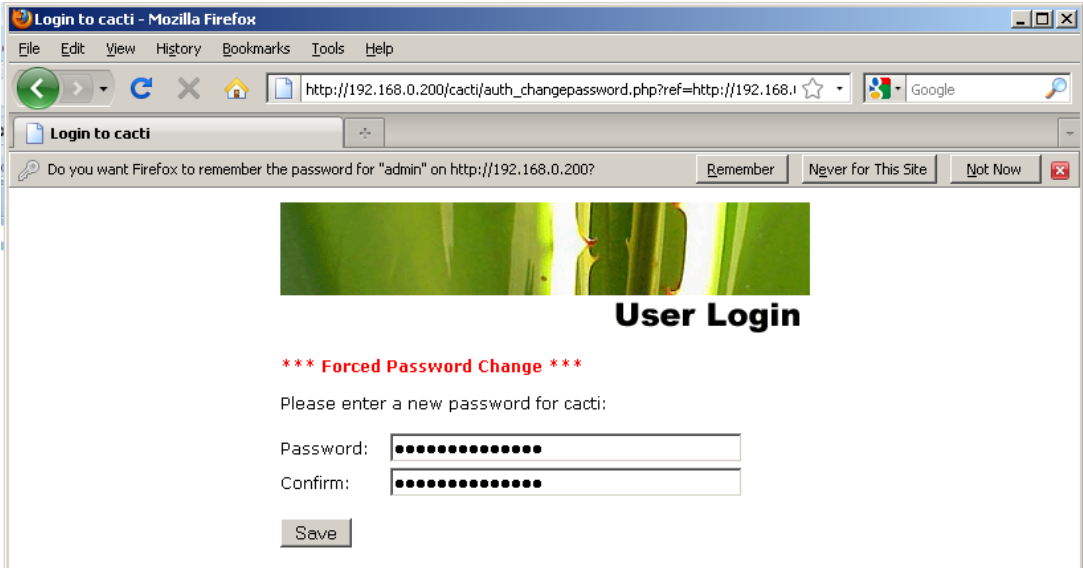 Login to cacti - Mozilla Firefox
File Edit View History Bookmarks Tools Help
http://192.168.0.200/cacti/auth_changepassword.php?ref=http://192.168.
Google
Login to cacti
Do you want Firefox to remember the password for "admin" on http://192.168.0.200? Remember Never for This Site Not Now
User Login
*** Forced Password Change ***
Please enter a new password for cacti:
Password: ••••••••••••••
Confirm: ••••••••••••••
Save